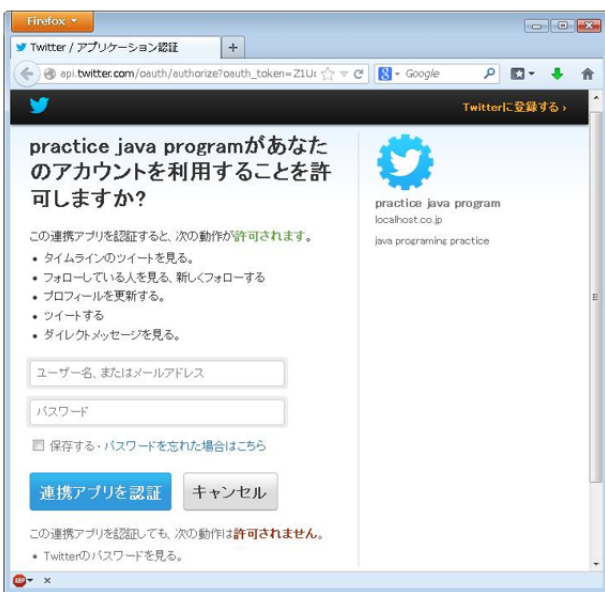 Firefox
Twitter / アプリケーション認証
api.twitter.com/oauth/authorize?oauth_token=Z1U
Google
Twitterに登録する ›
practice java programがあなた
のアカウントを利用することを許
可しますか?
この連携アプリを認証すると、次の動作が許可されます。
• タイムラインのツイートを見る。
• フォローしている人を見る、新しくフォローする
• プロフィールを更新する。
• ツイートする
• ダイレクトメッセージを見る。
ユーザー名、またはメールアドレス
パスワード
保存する · パスワードを忘れた場合はこちら
連携アプリを認証
キャンセル
この連携アプリを認証しても、次の動作は許可されません。
• Twitterのパスワードを見る。
practice java program
localhost.co.jp
java programing practice
ABP